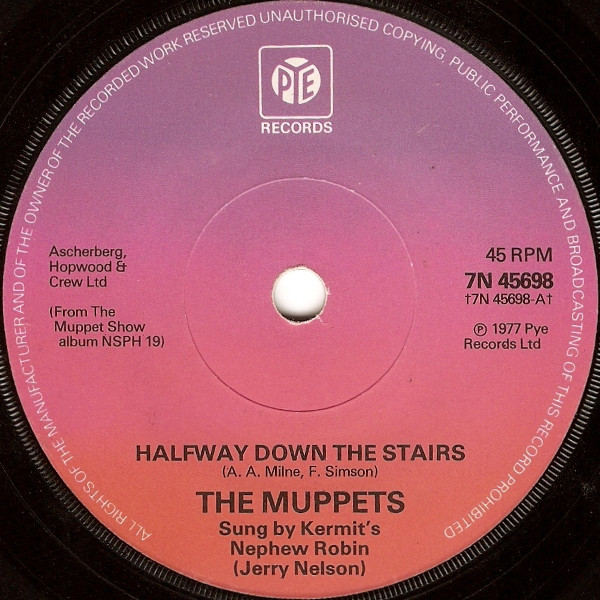 ALL RIGHTS OF THE MANUFACTURER AND OF THE OWNER OF THE RECORDED WORK RESERVED UNAUTHORISED COPYING, PUBLIC PERFORMANCE AND BROADCASTING OF THIS RECORD PROHIBITED
PYE
RECORDS
Ascherberg,
Hopwood &
Crew Ltd
(From The
Muppet Show
album NSPH 19)
45 RPM
7N 45698
†7N 45698-A†
℗ 1977 Pye
Records Ltd
HALFWAY DOWN THE STAIRS
(A. A. Milne, F. Simson)
THE MUPPETS
Sung by Kermit's
Nephew Robin
(Jerry Nelson)